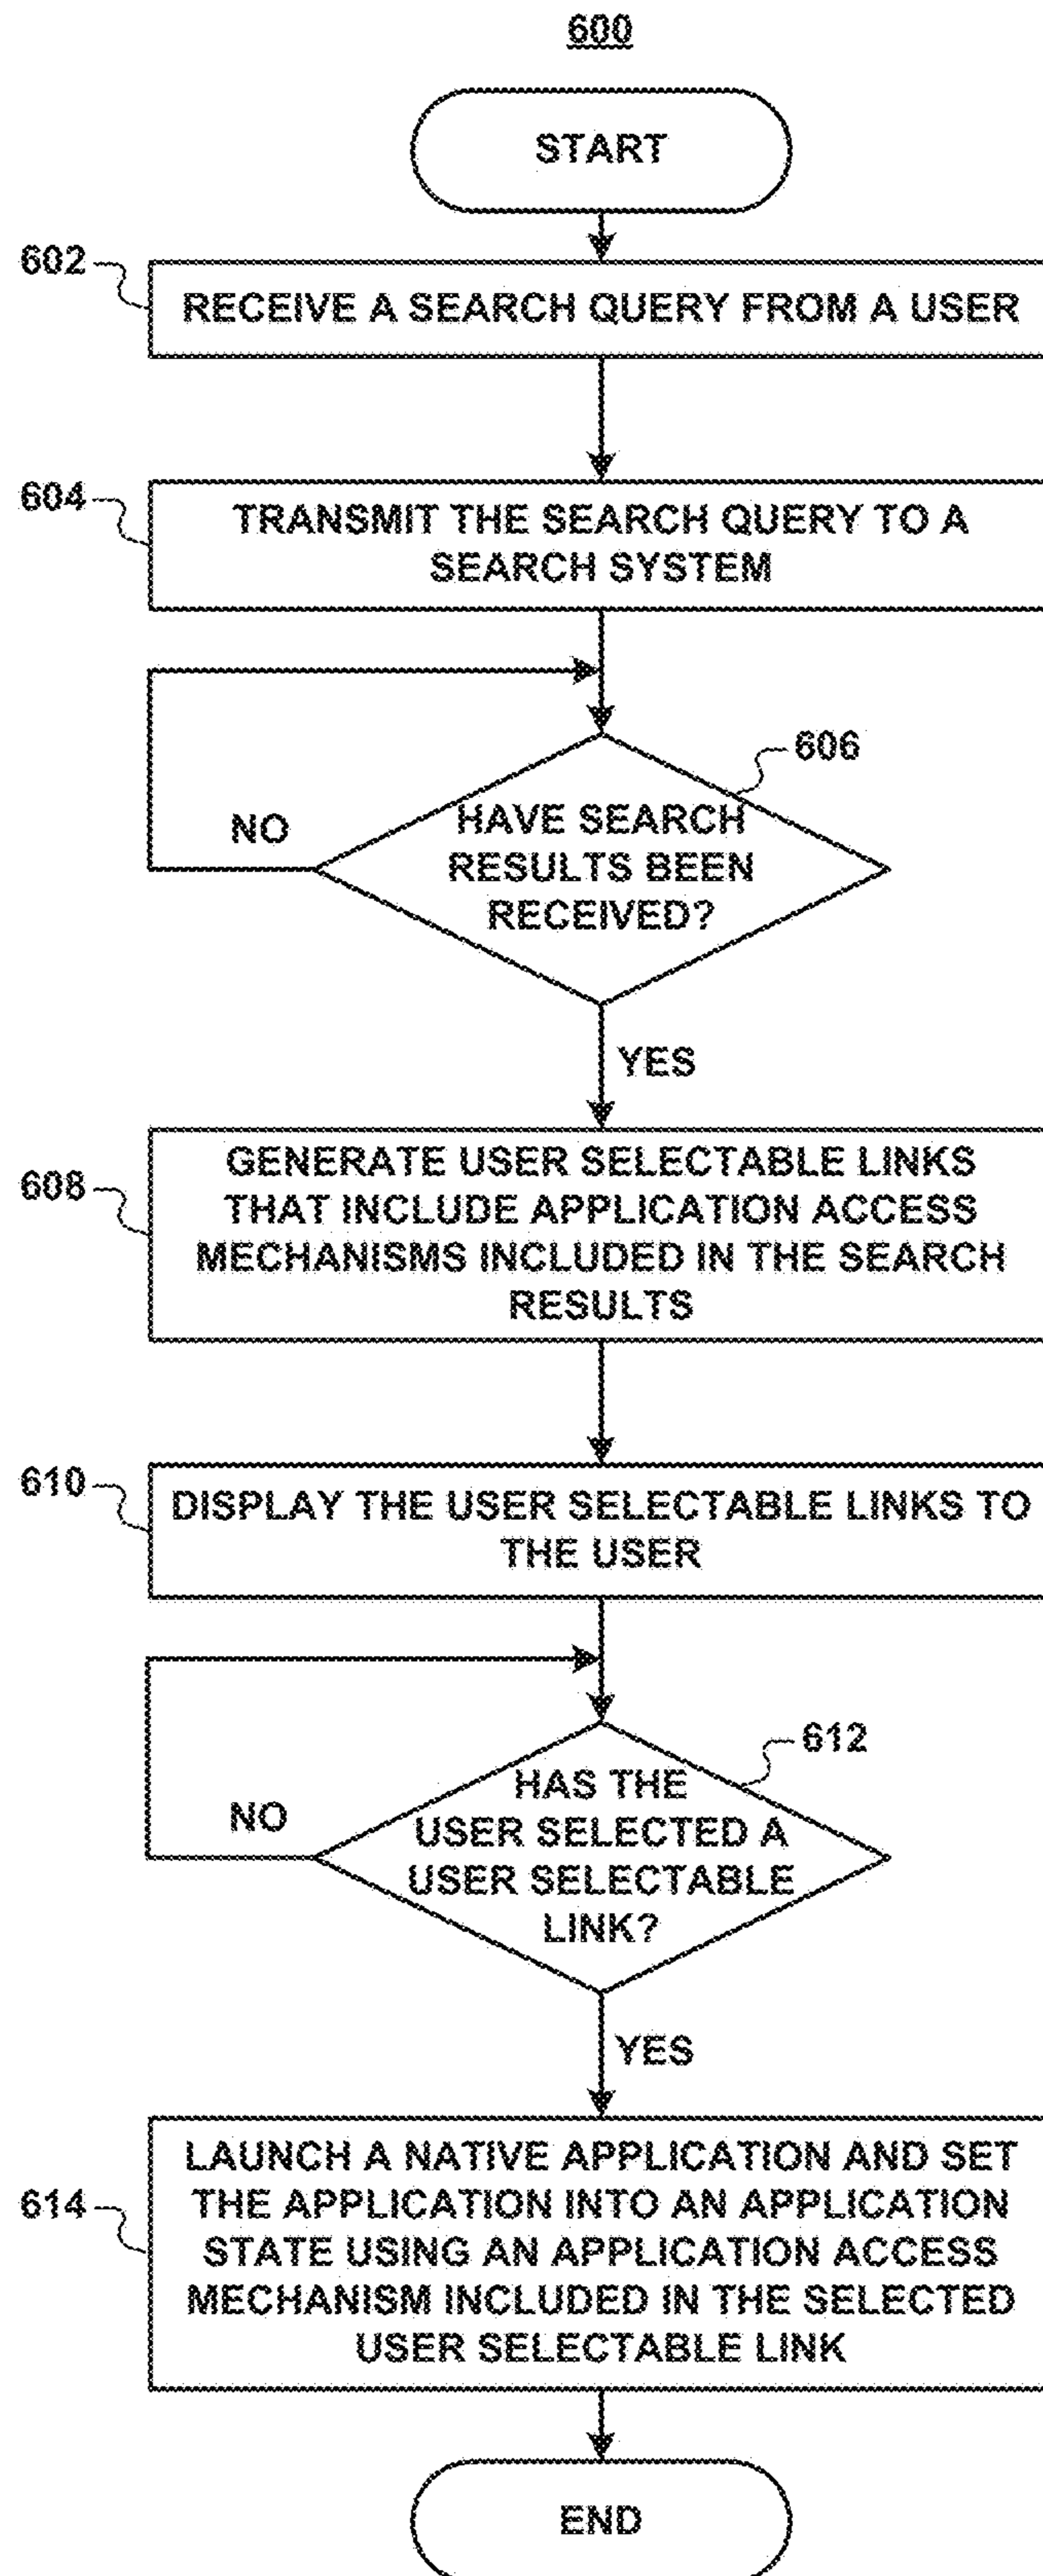 600
START
602
RECEIVE A SEARCH QUERY FROM A USER
604
TRANSMIT THE SEARCH QUERY TO A
SEARCH SYSTEM
606
HAVE SEARCH
RESULTS BEEN
RECEIVED?
NO
YES
608
GENERATE USER SELECTABLE LINKS
THAT INCLUDE APPLICATION ACCESS
MECHANISMS INCLUDED IN THE SEARCH
RESULTS
610
DISPLAY THE USER SELECTABLE LINKS TO
THE USER
612
HAS THE
USER SELECTED A
USER SELECTABLE
LINK?
NO
YES
614
LAUNCH A NATIVE APPLICATION AND SET
THE APPLICATION INTO AN APPLICATION
STATE USING AN APPLICATION ACCESS
MECHANISM INCLUDED IN THE SELECTED
USER SELECTABLE LINK
END